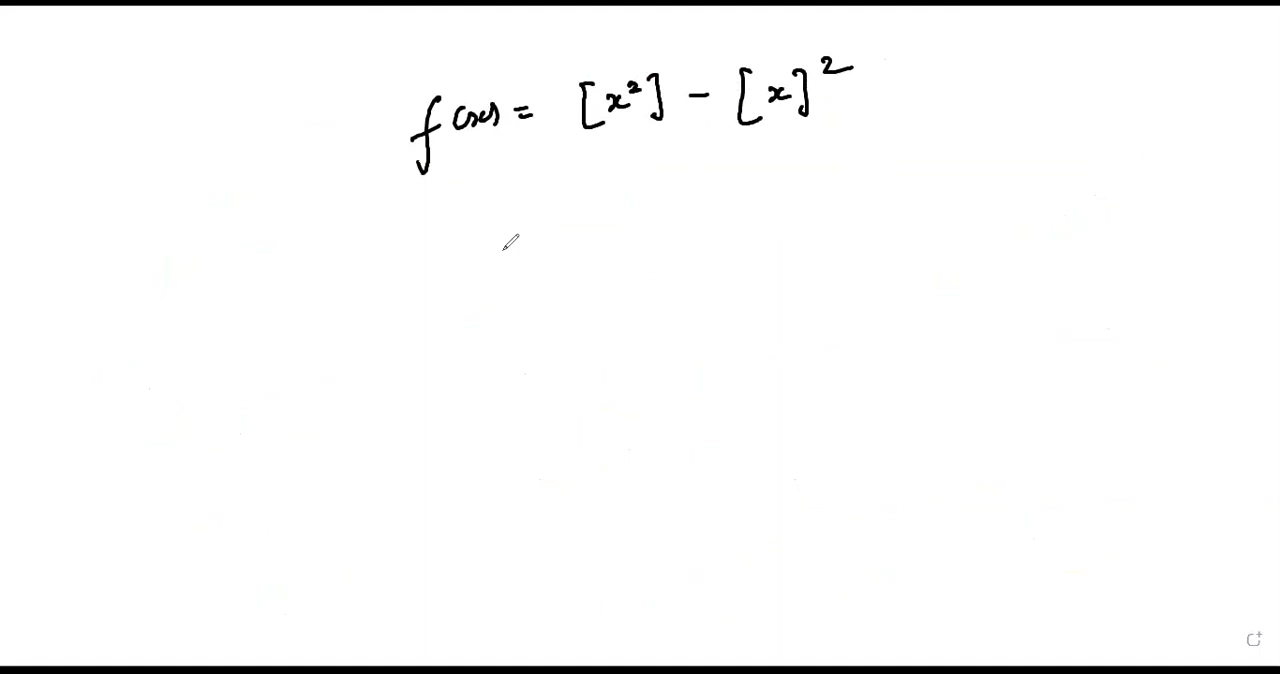 f(x) = [x²] - [x]²